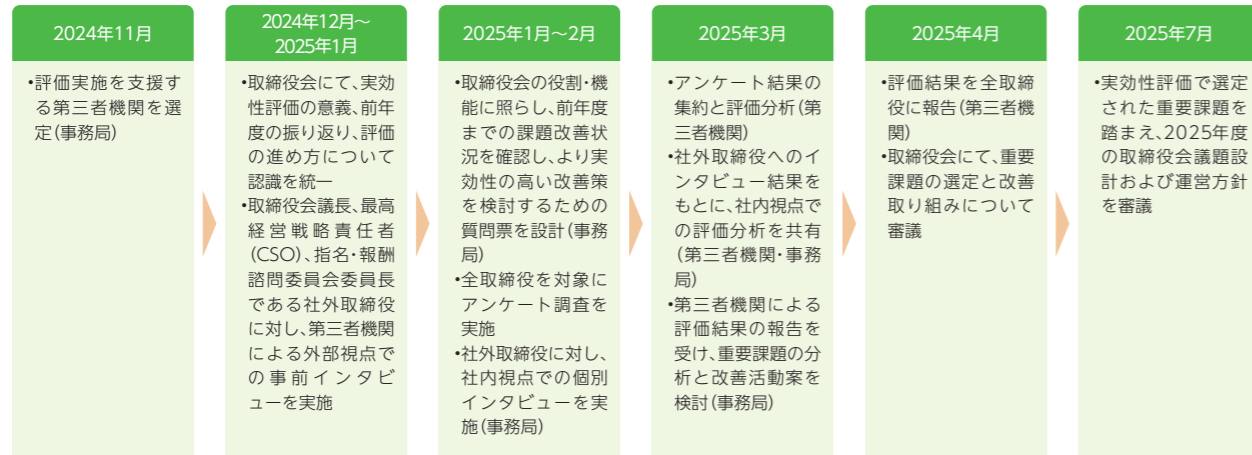 2024年11月
•評価実施を支援す
る第三者機関を選
定(事務局)
2024年12月～
2025年1月
•取締役会にて、実効
性評価の意義、前年
度の振り返り、評価
の進め方について
認識を統一
•取締役会議長、最高
経営戦略責任者
(CSO)、指名・報酬
諮問委員会委員長
である社外取締役
に対し、第三者機関
による外部視点で
の事前インタビ
ューを実施
2025年1月～2月
•取締役会の役割・機
能に照らし、前年度
までの課題改善状
況を確認し、より実
効性の高い改善策
を検討するための
質問票を設計(事務
局)
•全取締役を対象に
アンケート調査を
実施
•社外取締役に対し、
社内視点での個別
インタビューを実
施(事務局)
2025年3月
•アンケート結果の
集約と評価分析(第
三者機関)
•社外取締役へのイ
ンタビュー結果を
もとに、社内視点で
の評価分析を共有
(第三者機関・事務
局)
•第三者機関による
評価結果の報告を
受け、重要課題の分
析と改善活動案を
検討(事務局)
2025年4月
•評価結果を全取締
役に報告(第三者機
関)
•取締役会にて、重要
課題の選定と改善
取り組みについて
審議
2025年7月
•実効性評価で選定
された重要課題を
踏まえ、2025年度
の取締役会議題設
計および運営方針
を審議